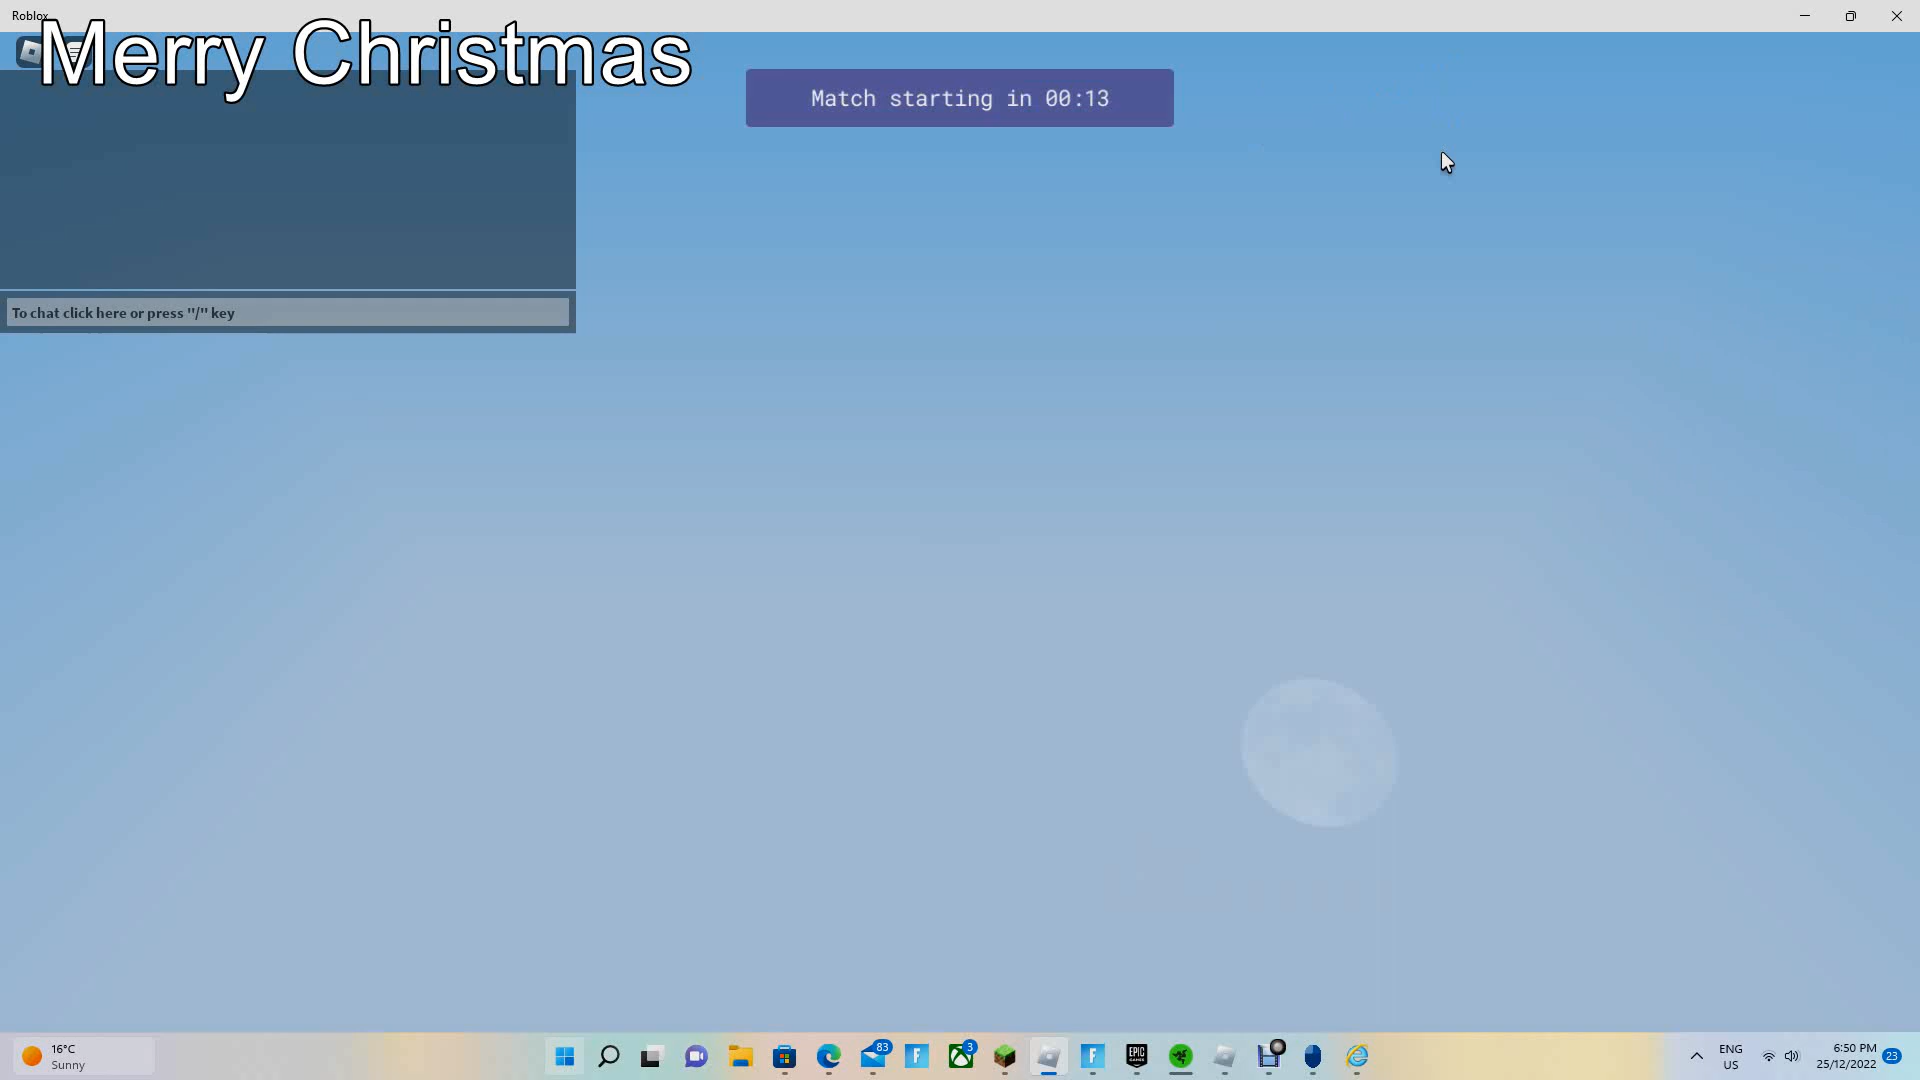 Roblox
Merry Christmas
Match starting in 00:13
To chat click here or press "/" key
16°C
Sunny
83
3
EPIC
GAMES
ENG
US
6:50 PM
25/12/2022
23